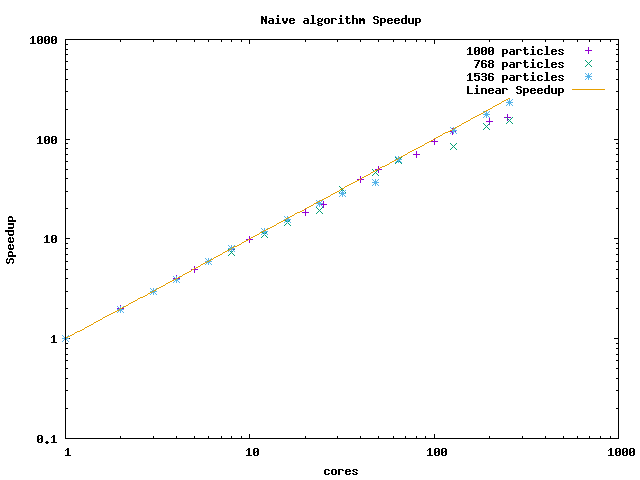 Naive algorithm Speedup
1000
1000 particles
768 particles
1536 particles
Linear Speedup
100
Speedup
10
1
0.1
1 10 100 1000
cores